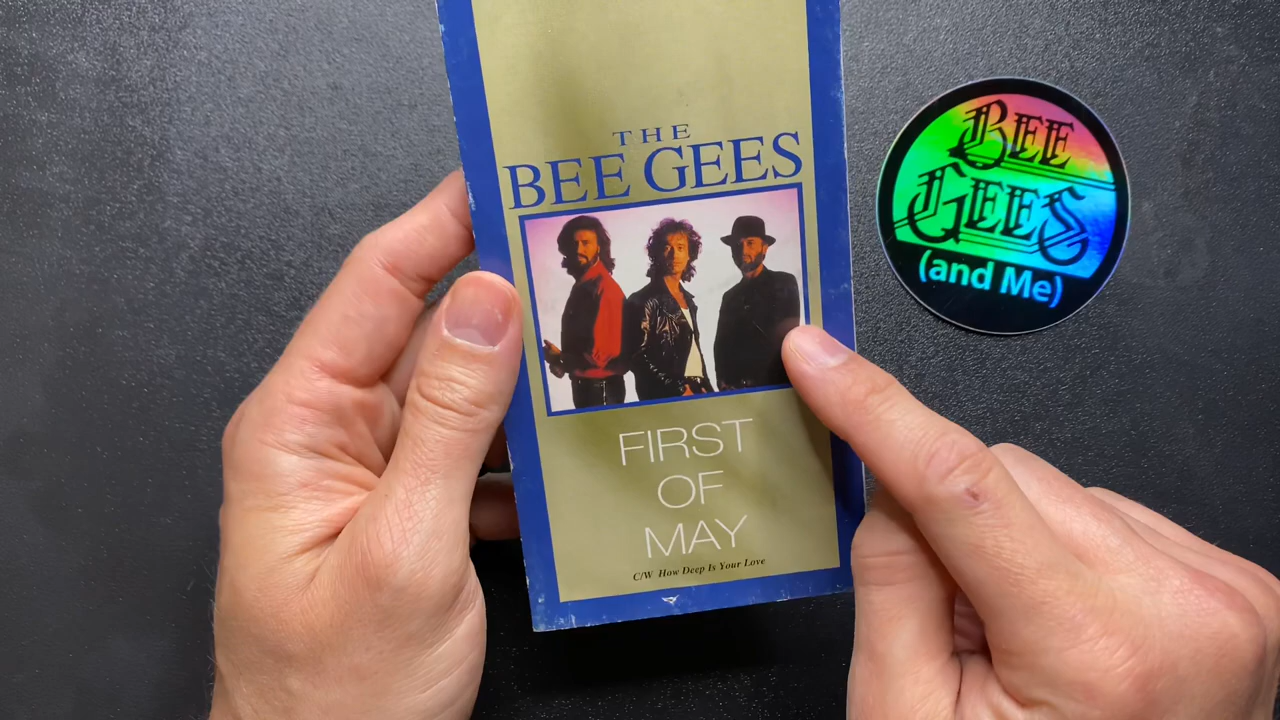 THE
BEE GEES
FIRST
OF
MAY
C/W How Deep Is Your Love
BEE
GEES
(and Me)